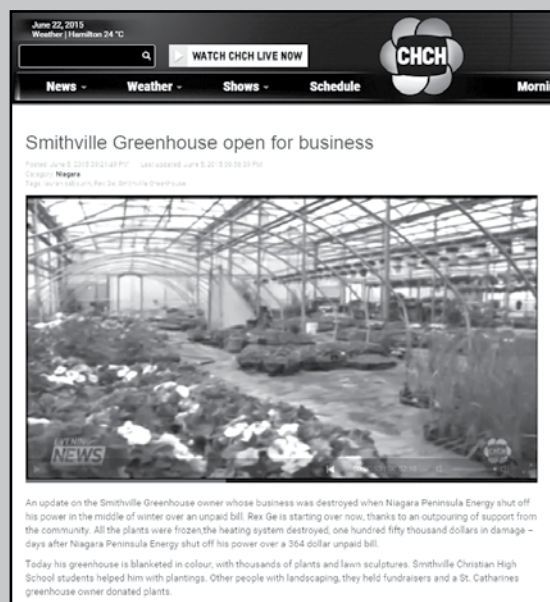 June 22, 2015
Weather | Hamilton 24 °C
WATCH CHCH LIVE NOW
CHCH
News
Weather
Shows
Schedule
Morni
Smithville Greenhouse open for business
Category: Niagara
EVENING
NEWS
CHCH
An update on the Smithville Greenhouse owner whose business was destroyed when Niagara Peninsula Energy shut off
his power in the middle of winter over an unpaid bill. Rex Ge is starting over now, thanks to an outpouring of support from
the community. All the plants were frozen,the heating system destroyed, one hundred fifty thousand dollars in damage –
days after Niagara Peninsula Energy shut off his power over a 364 dollar unpaid bill.
Today his greenhouse is blanketed in colour, with thousands of plants and lawn sculptures. Smithville Christian High
School students helped him with plantings. Other people with landscaping, they held fundraisers and a St. Catharines
greenhouse owner donated plants.